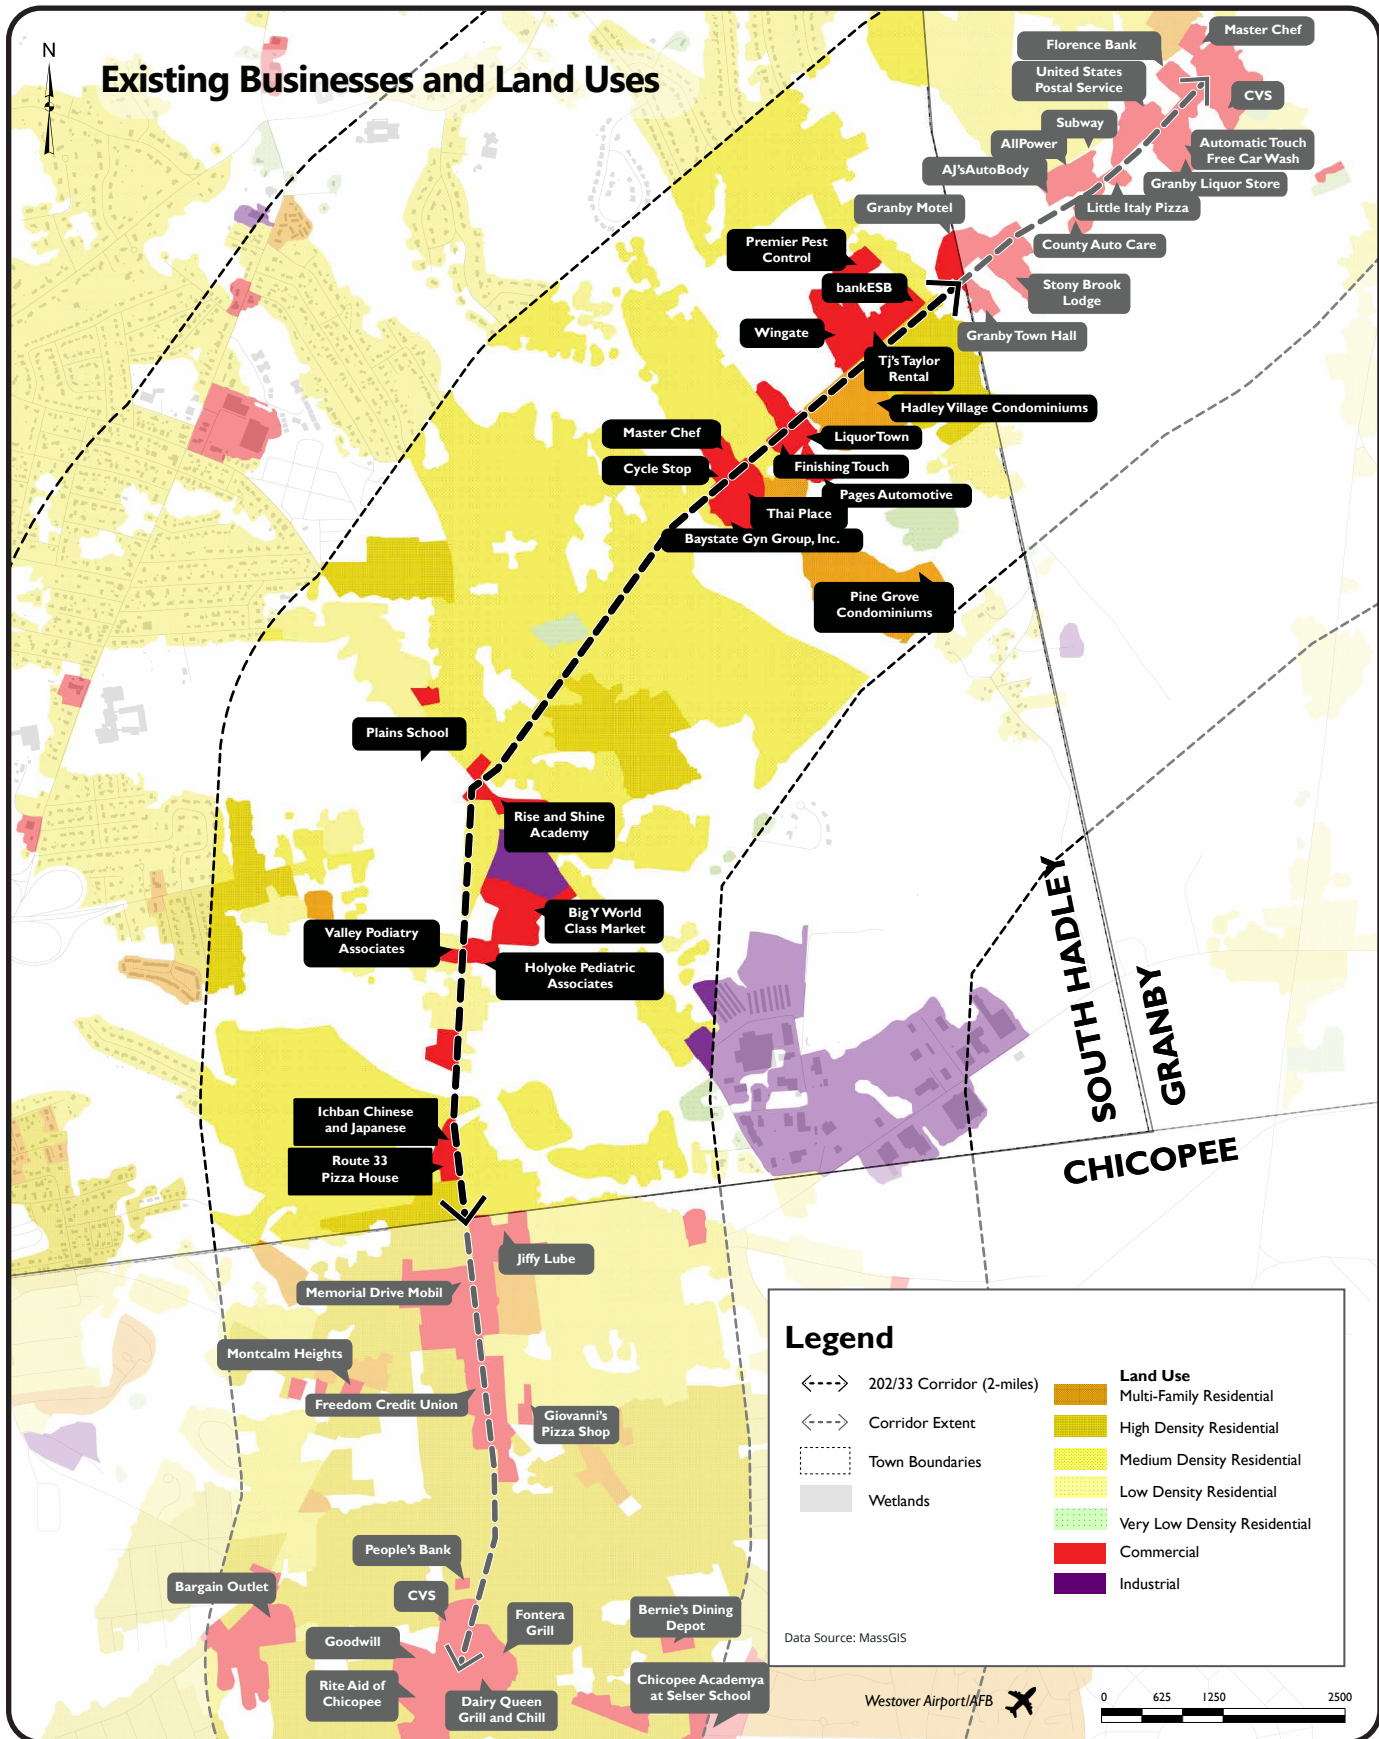 N
Existing Businesses and Land Uses
Master Chef
Florence Bank
United States
Postal Service
CVS
Subway
AllPower
Automatic Touch
Free Car Wash
AJ'sAutoBody
Granby Liquor Store
Granby Motel
Little Italy Pizza
Premier Pest
Control
County Auto Care
bankESB
Stony Brook
Lodge
Wingate
Granby Town Hall
Tj's Taylor
Rental
Hadley Village Condominiums
Master Chef
LiquorTown
Cycle Stop
Finishing Touch
Pages Automotive
Thai Place
Baystate Gyn Group, Inc.
Pine Grove
Condominiums
Plains School
Rise and Shine
Academy
Big Y World
Class Market
Valley Podiatry
Associates
Holyoke Pediatric
Associates
SOUTH HADLEY
GRANBY
CHICOPEE
Ichban Chinese
and Japanese
Route 33
Pizza House
Jiffy Lube
Memorial Drive Mobil
Montcalm Heights
Freedom Credit Union
Giovanni's
Pizza Shop
People's Bank
Bargain Outlet
CVS
Fontera
Grill
Bernie's Dining
Depot
Goodwill
Rite Aid of
Chicopee
Dairy Queen
Grill and Chill
Chicopee Academya
at Selser School
Legend
202/33 Corridor (2-miles)
Corridor Extent
Town Boundaries
Wetlands
Land Use
Multi-Family Residential
High Density Residential
Medium Density Residential
Low Density Residential
Very Low Density Residential
Commercial
Industrial
Data Source: MassGIS
Westover Airport/AFB
0 625 1250 2500